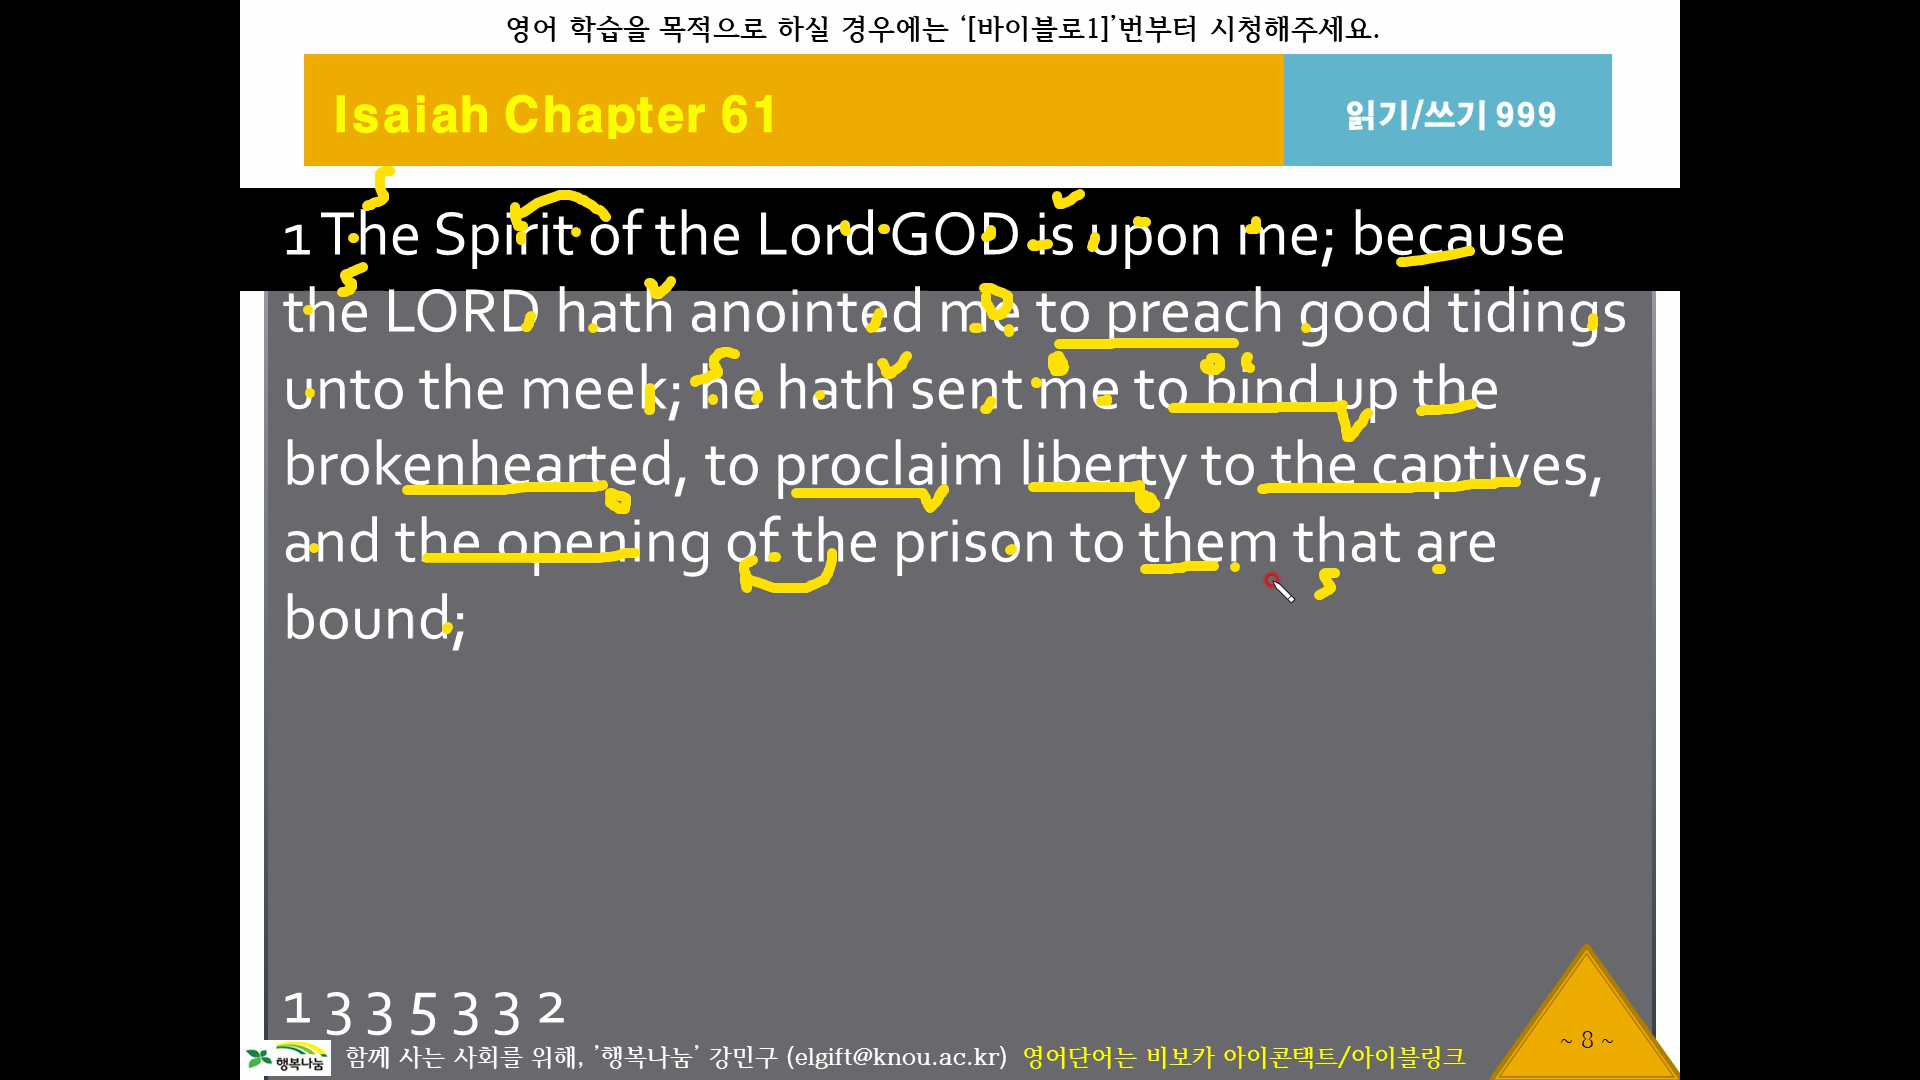 영어 학습을 목적으로 하실 경우에는 ‘[바이블로1]’번부터 시청해주세요.
Isaiah Chapter 61
읽기/쓰기 999
1 The Spirit of the Lord GOD is upon me; because
the LORD hath anointed me to preach good tidings
unto the meek; he hath sent me to bind up the
brokenhearted, to proclaim liberty to the captives,
and the opening of the prison to them that are
bound;
1 3 3 5 3 3 2
~ 8 ~
행복나눔 함께 사는 사회를 위해, ’행복나눔’ 강민구 (elgift@knou.ac.kr) 영어단어는 비보카 아이콘택트/아이블링크